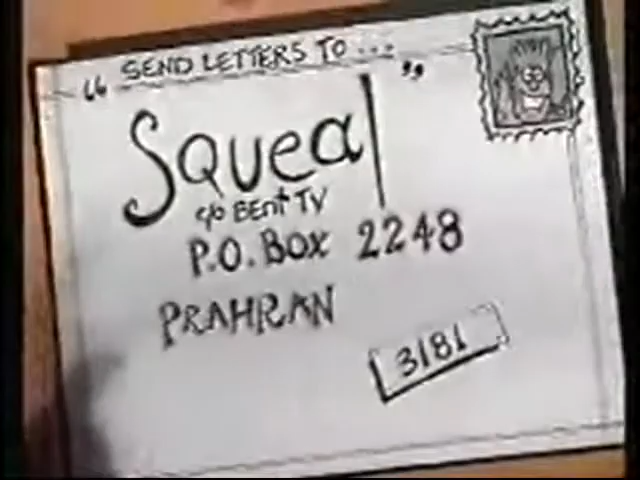 “ SEND LETTERS TO ... ”
Squeal
c/o BEnt TV
P.O. Box 2248
PRAHRAN
3181